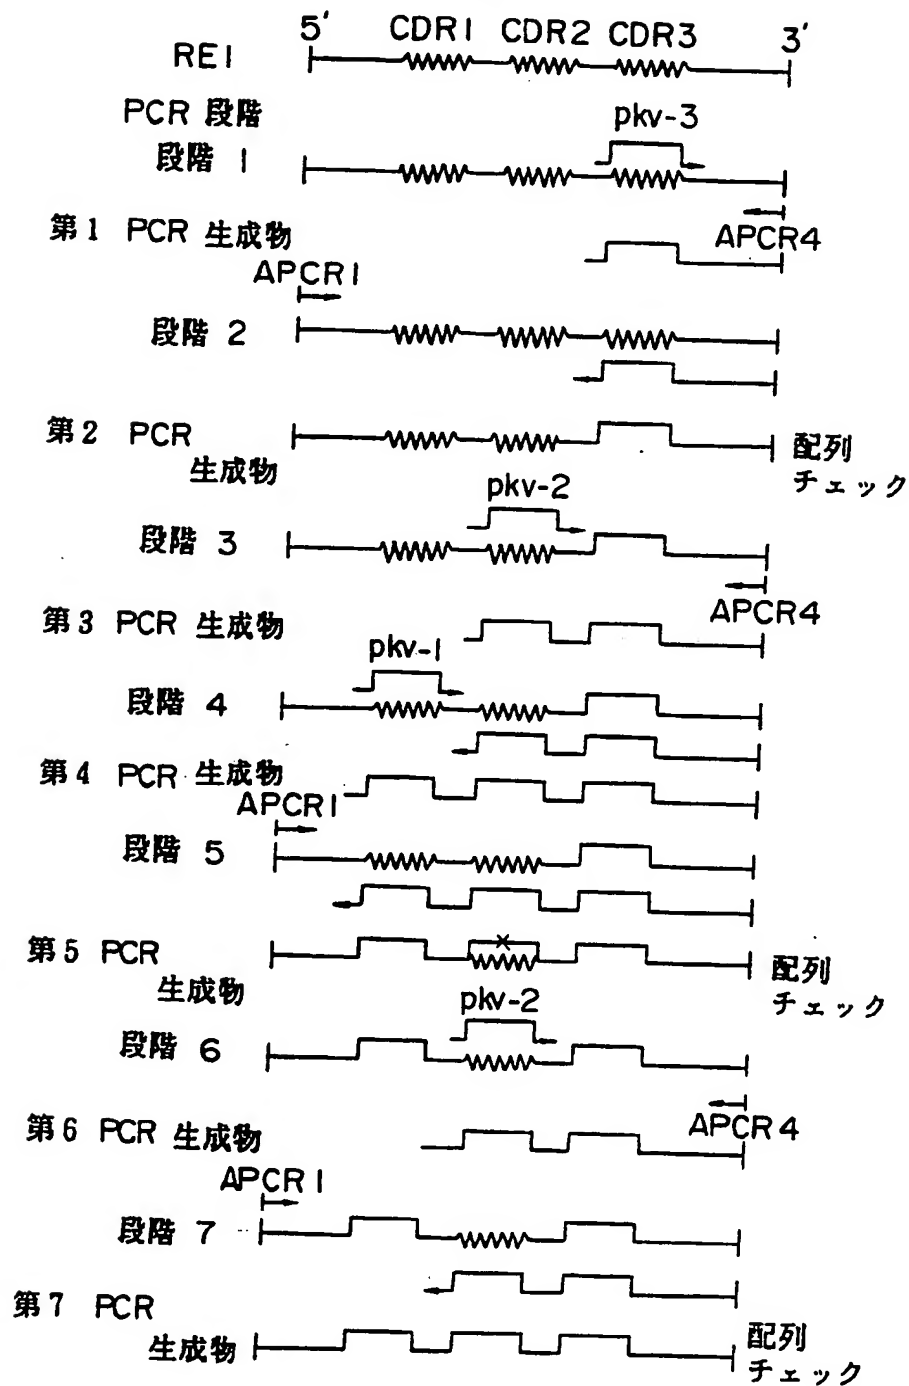 5' CDR1 CDR2 CDR3 3'
RE1
PCR 段階
pkv-3
段階 1
第1 PCR 生成物
APCR4
APCR1
段階 2
第2 PCR
生成物
配列
チェック
pkv-2
段階 3
APCR4
第3 PCR 生成物
pkv-1
段階 4
第4 PCR 生成物
APCR1
段階 5
第5 PCR
生成物
配列
チェック
pkv-2
段階 6
APCR4
第6 PCR 生成物
APCR1
段階 7
第7 PCR
生成物
配列
チェック